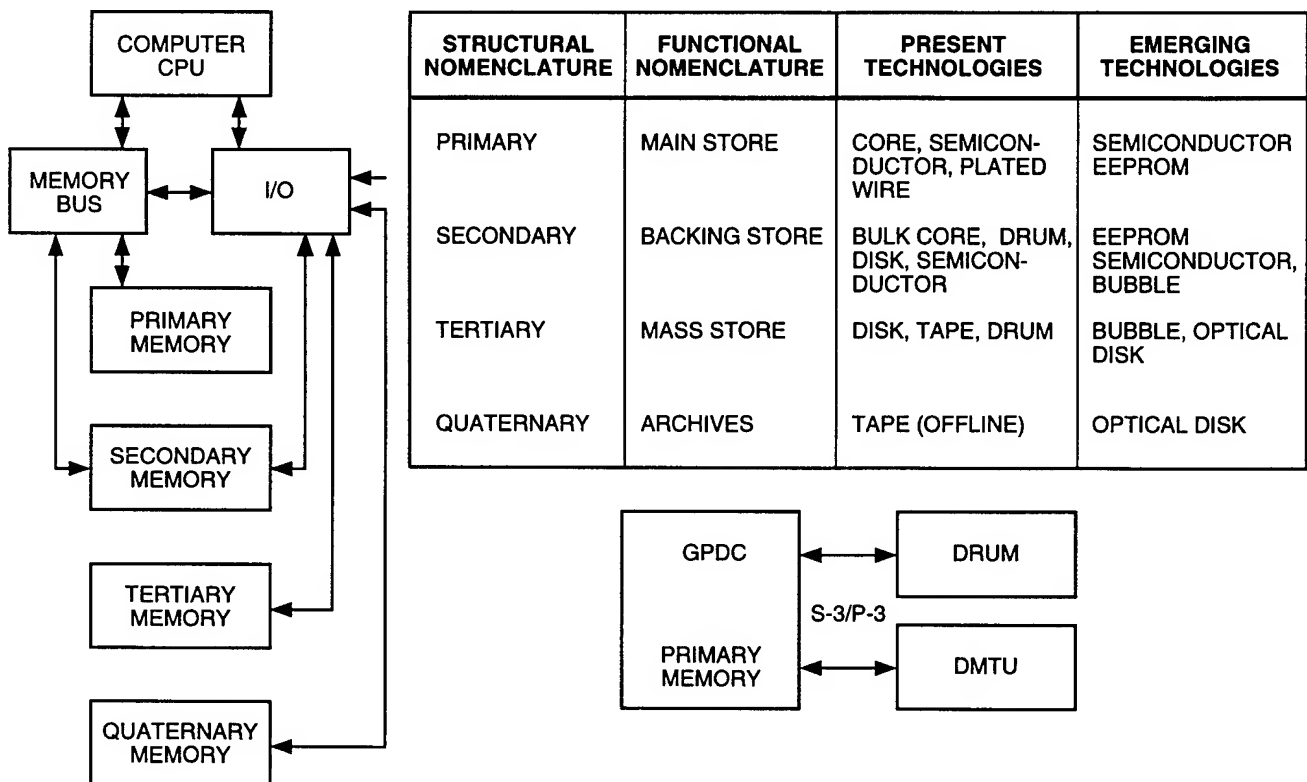 COMPUTER
CPU
MEMORY
BUS
I/O
PRIMARY
MEMORY
SECONDARY
MEMORY
TERTIARY
MEMORY
QUATERNARY
MEMORY
STRUCTURAL
NOMENCLATURE
FUNCTIONAL
NOMENCLATURE
PRESENT
TECHNOLOGIES
EMERGING
TECHNOLOGIES
PRIMARY
MAIN STORE
CORE, SEMICON-
DUCTOR, PLATED
WIRE
SEMICONDUCTOR
EEPROM
SECONDARY
BACKING STORE
BULK CORE, DRUM,
DISK, SEMICON-
DUCTOR
EEPROM
SEMICONDUCTOR,
BUBBLE
TERTIARY
MASS STORE
DISK, TAPE, DRUM
BUBBLE, OPTICAL
DISK
QUATERNARY
ARCHIVES
TAPE (OFFLINE)
OPTICAL DISK
GPDC
PRIMARY
MEMORY
S-3/P-3
DRUM
DMTU